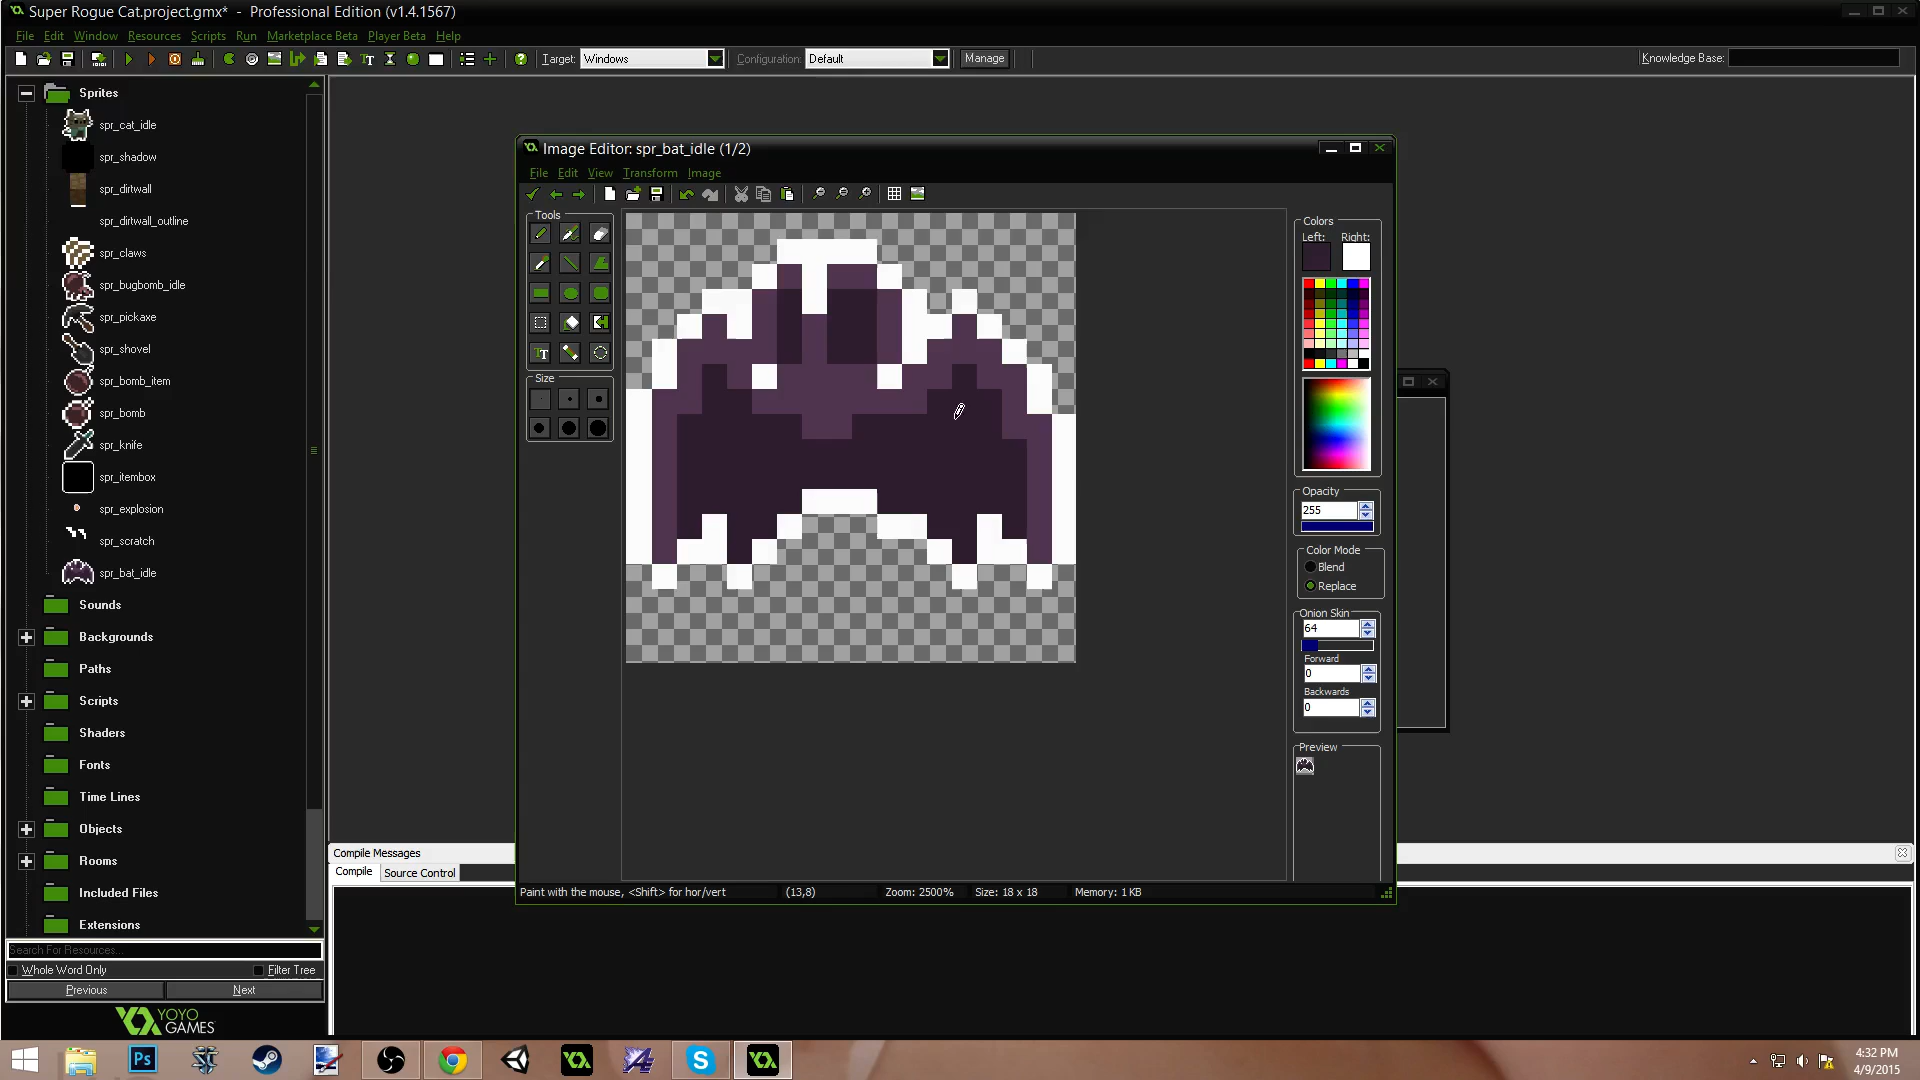 Super Rogue Cat.project.gmx* - Professional Edition (v1.4.1567)
File Edit Window Resources Scripts Run Marketplace Beta Player Beta Help
Target: Windows Configuration: Default Manage Knowledge Base:
Sprites
spr_cat_idle
spr_shadow
spr_dirtwall
spr_dirtwall_outline
spr_claws
spr_bugbomb_idle
spr_pickaxe
spr_shovel
spr_bomb_item
spr_bomb
spr_knife
spr_itembox
spr_explosion
spr_scratch
spr_bat_idle
Sounds
Backgrounds
Paths
Scripts
Shaders
Fonts
Time Lines
Objects
Rooms
Included Files
Extensions
Search For Resources...
Whole Word Only Filter Tree
Previous Next
YOYO
GAMES
Image Editor: spr_bat_idle (1/2)
File Edit View Transform Image
Tools
TT
Size
Colors
Left: Right:
Opacity
255
Color Mode
Blend
Replace
Onion Skin
64
Forward
0
Backwards
0
Preview
Paint with the mouse, <Shift> for hor/vert (13,8) Zoom: 2500% Size: 18 x 18 Memory: 1 KB
Compile Messages
Compile Source Control
Ps
S
4:32 PM
4/9/2015